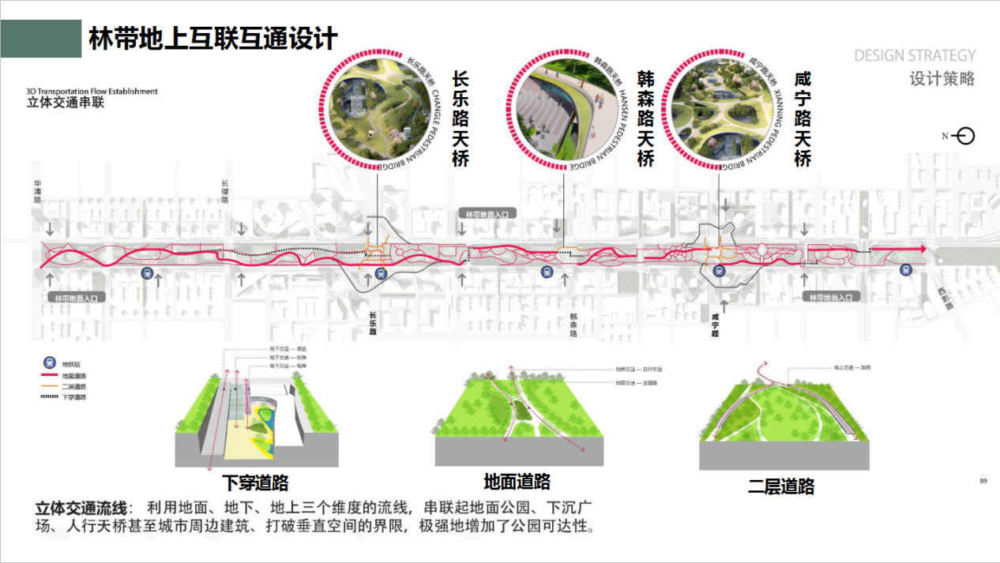 林带地上互联互通设计
DESIGN STRATEGY
设计策略
3D Transportation Flow Establishment
立体交通串联
长乐路天桥 CHANGLE PEDESTRIAN BRIDGE
长乐路天桥
韩森路天桥 HANSEN PEDESTRIAN BRIDGE
韩森路天桥
咸宁路天桥 XIANNING PEDESTRIAN BRIDGE
咸宁路天桥
N
华清路
长缨路
林带地面入口
林带地面入口
林带地面入口
长乐路
韩森路
咸宁路
西影路
地铁站
地面道路
二层道路
下穿道路
地下交通 — 坡道
地下交通 — 扶梯
地下交通 — 电梯
地面交通 — 自行车道
地面交通 — 主园路
地上交通 — 架桥
下穿道路
地面道路
二层道路
89
立体交通流线： 利用地面、地下、地上三个维度的流线，串联起地面公园、下沉广
场、人行天桥甚至城市周边建筑、打破垂直空间的界限，极强地增加了公园可达性。